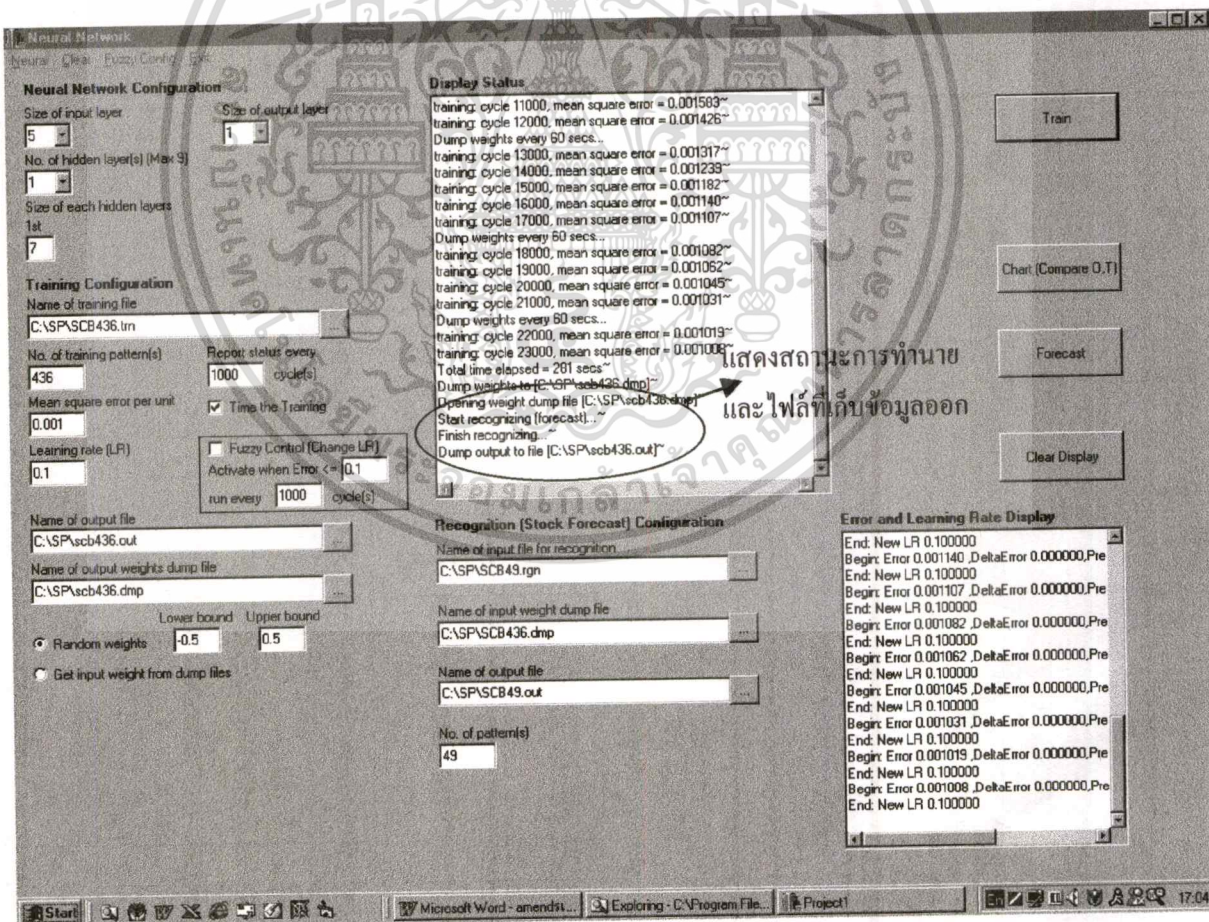 Neural Network
Neural Clear Fuzzy Config Exit
Neural Network Configuration
Size of input layer
Size of output layer
5
1
No. of hidden layer(s) (Max 9)
1
Size of each hidden layers
1st
7
Training Configuration
Name of training file
C:\SP\SCB436.trn
...
No. of training pattern(s)
Report status every
436
1000 cycle(s)
Mean square error per unit
Time the Training
0.001
Learning rate (LR)
Fuzzy Control (Change LR)
0.1
Activate when Error <= 0.1
run every 1000 cycle(s)
Name of output file
C:\SP\scb436.out
...
Name of output weights dump file
C:\SP\scb436.dmp
...
Lower bound Upper bound
Random weights -0.5 0.5
Get input weight from dump files
Display Status
training: cycle 11000, mean square error = 0.001583~
training: cycle 12000, mean square error = 0.001426~
Dump weights every 60 secs...
training: cycle 13000, mean square error = 0.001317~
training: cycle 14000, mean square error = 0.001239~
training: cycle 15000, mean square error = 0.001182~
training: cycle 16000, mean square error = 0.001140~
training: cycle 17000, mean square error = 0.001107~
Dump weights every 60 secs...
training: cycle 18000, mean square error = 0.001082~
training: cycle 19000, mean square error = 0.001062~
training: cycle 20000, mean square error = 0.001045~
training: cycle 21000, mean square error = 0.001031~
Dump weights every 60 secs...
training: cycle 22000, mean square error = 0.001019~
training: cycle 23000, mean square error = 0.001008~
Total time elapsed = 281 secs~
Dump weights to [C:\SP\scb436.dmp]~
Opening weight dump file [C:\SP\scb436.dmp]~
Start recognizing (forecast)...~
Finish recognizing...~
Dump output to file [C:\SP\scb436.out]~
แสดงสถานะการทำนาย
และไฟล์ที่เก็บข้อมูลออก
Train
Chart (Compare O,T)
Forecast
Clear Display
Recognition (Stock Forecast) Configuration
Name of input file for recognition
C:\SP\SCB49.rgn
...
Name of input weight dump file
C:\SP\SCB436.dmp
...
Name of output file
C:\SP\SCB49.out
...
No. of pattern(s)
49
Error and Learning Rate Display
End: New LR 0.100000
Begin: Error 0.001140 ,DeltaError 0.000000,Pre
End: New LR 0.100000
Begin: Error 0.001107 ,DeltaError 0.000000,Pre
End: New LR 0.100000
Begin: Error 0.001082 ,DeltaError 0.000000,Pre
End: New LR 0.100000
Begin: Error 0.001062 ,DeltaError 0.000000,Pre
End: New LR 0.100000
Begin: Error 0.001045 ,DeltaError 0.000000,Pre
End: New LR 0.100000
Begin: Error 0.001031 ,DeltaError 0.000000,Pre
End: New LR 0.100000
Begin: Error 0.001019 ,DeltaError 0.000000,Pre
End: New LR 0.100000
Begin: Error 0.001008 ,DeltaError 0.000000,Pre
End: New LR 0.100000
Start
Microsoft Word - amendst...
Exploring - C:\Program File...
Project1
En
17:04